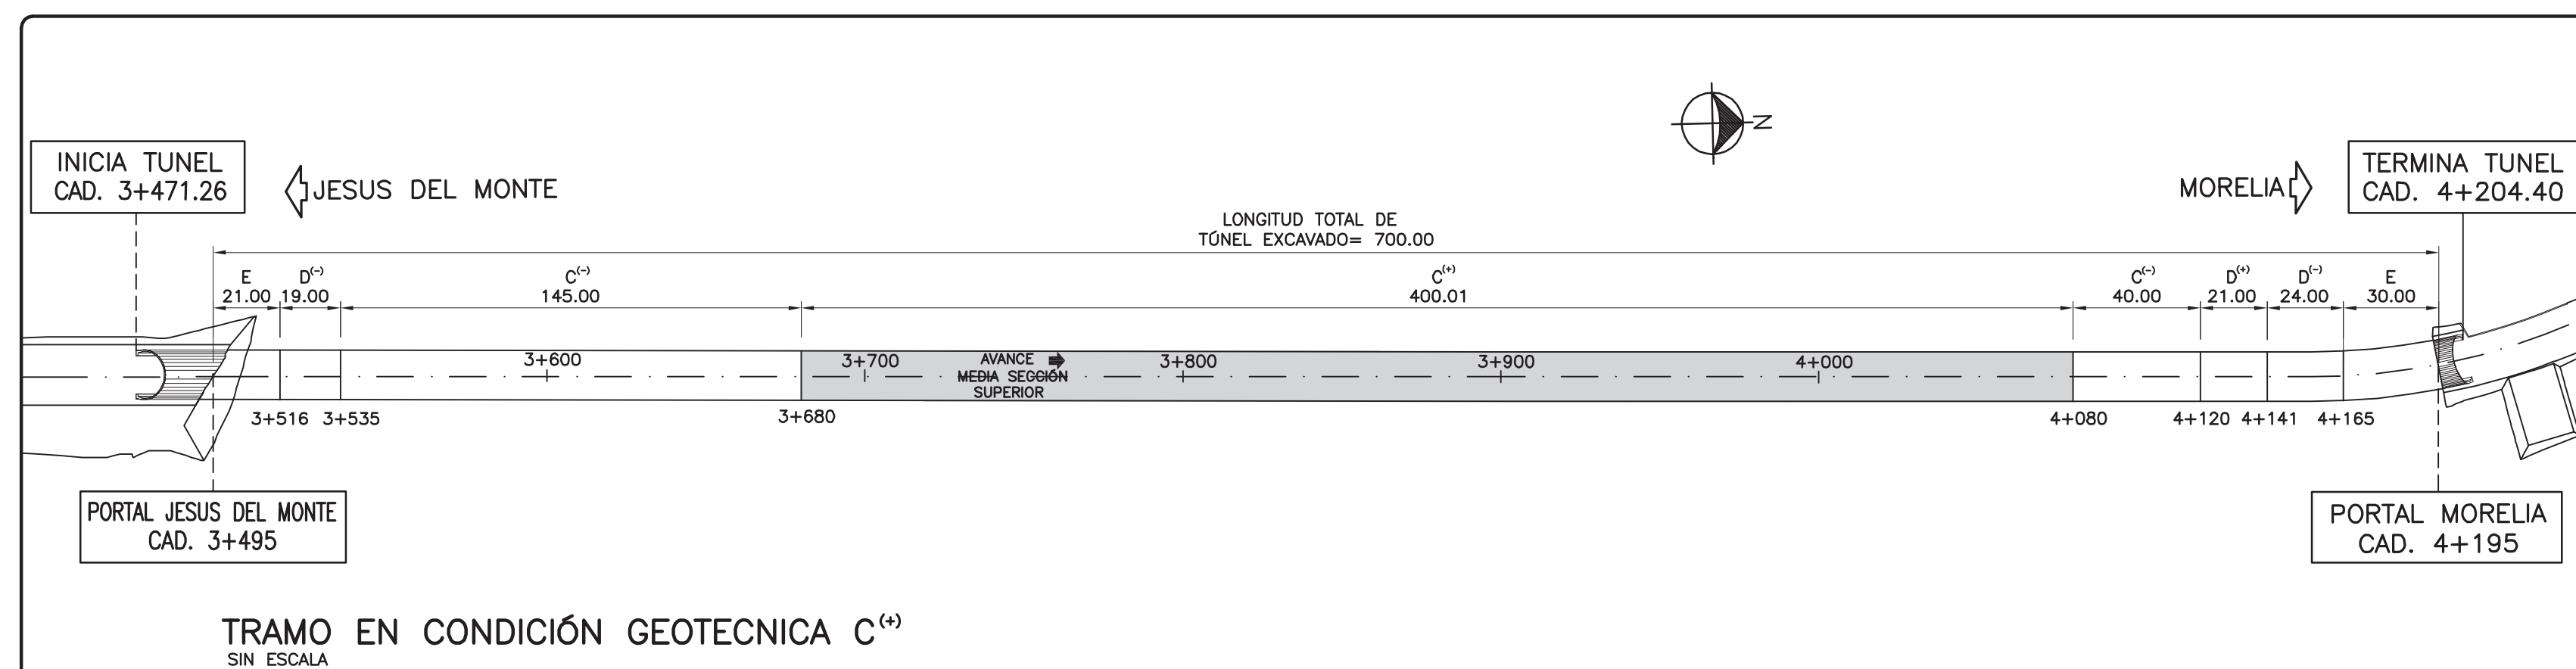 INICIA TUNEL
CAD. 3+471.26
JESUS DEL MONTE
N
MORELIA
TERMINA TUNEL
CAD. 4+204.40
LONGITUD TOTAL DE
TÚNEL EXCAVADO= 700.00
E D(-) C(-) C(+) C(-) D(+) D(-) E
21.00 19.00 145.00 400.01 40.00 21.00 24.00 30.00
3+600 3+700 AVANCE 3+800 3+900 4+000
MEDIA SECCIÓN
SUPERIOR
3+516 3+535 3+680 4+080 4+120 4+141 4+165
PORTAL JESUS DEL MONTE
CAD. 3+495
PORTAL MORELIA
CAD. 4+195
TRAMO EN CONDICIÓN GEOTECNICA C(+)
SIN ESCALA